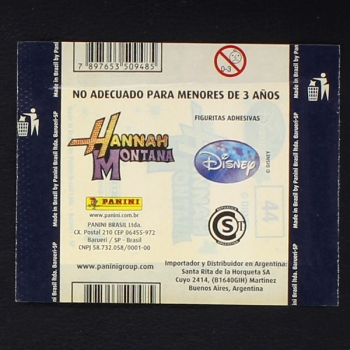 7 897653 509485
0-3
NO ADECUADO PARA MENORES DE 3 AÑOS
HANNAH
MONTANA
FIGURITAS ADHESIVAS
DISNEY
© DISNEY
PANINI
www.panini.com.br
PANINI BRASIL Ltda.
CX. Postal 210 CEP 06455-972
Barueri / SP - Brasil
CNPJ 58.732.058/0001-00
www.paninigroup.com
Importador y Distribuidor en Argentina:
Santa Rita de la Horqueta SA
Cuyo 2414, (B1640GIH) Martinez
Buenos Aires, Argentina
Made in Brasil by Panini Brasil ltda. Barueri-SP
Made in Brasil by Panini Brasil ltda. Barueri-SP
44